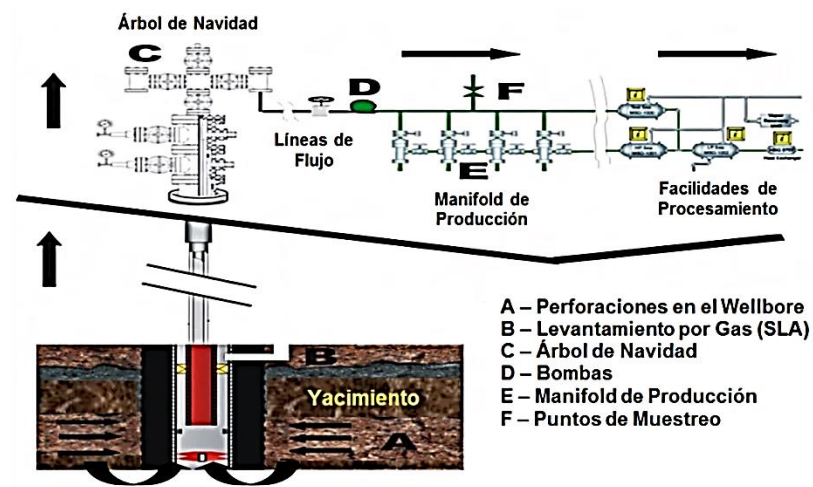 Árbol de Navidad
C
D
F
Líneas de
Flujo
E
Manifold de
Producción
Facilidades de
Procesamiento
B
Yacimiento
A
A – Perforaciones en el Wellbore
B – Levantamiento por Gas (SLA)
C – Árbol de Navidad
D – Bombas
E – Manifold de Producción
F – Puntos de Muestreo